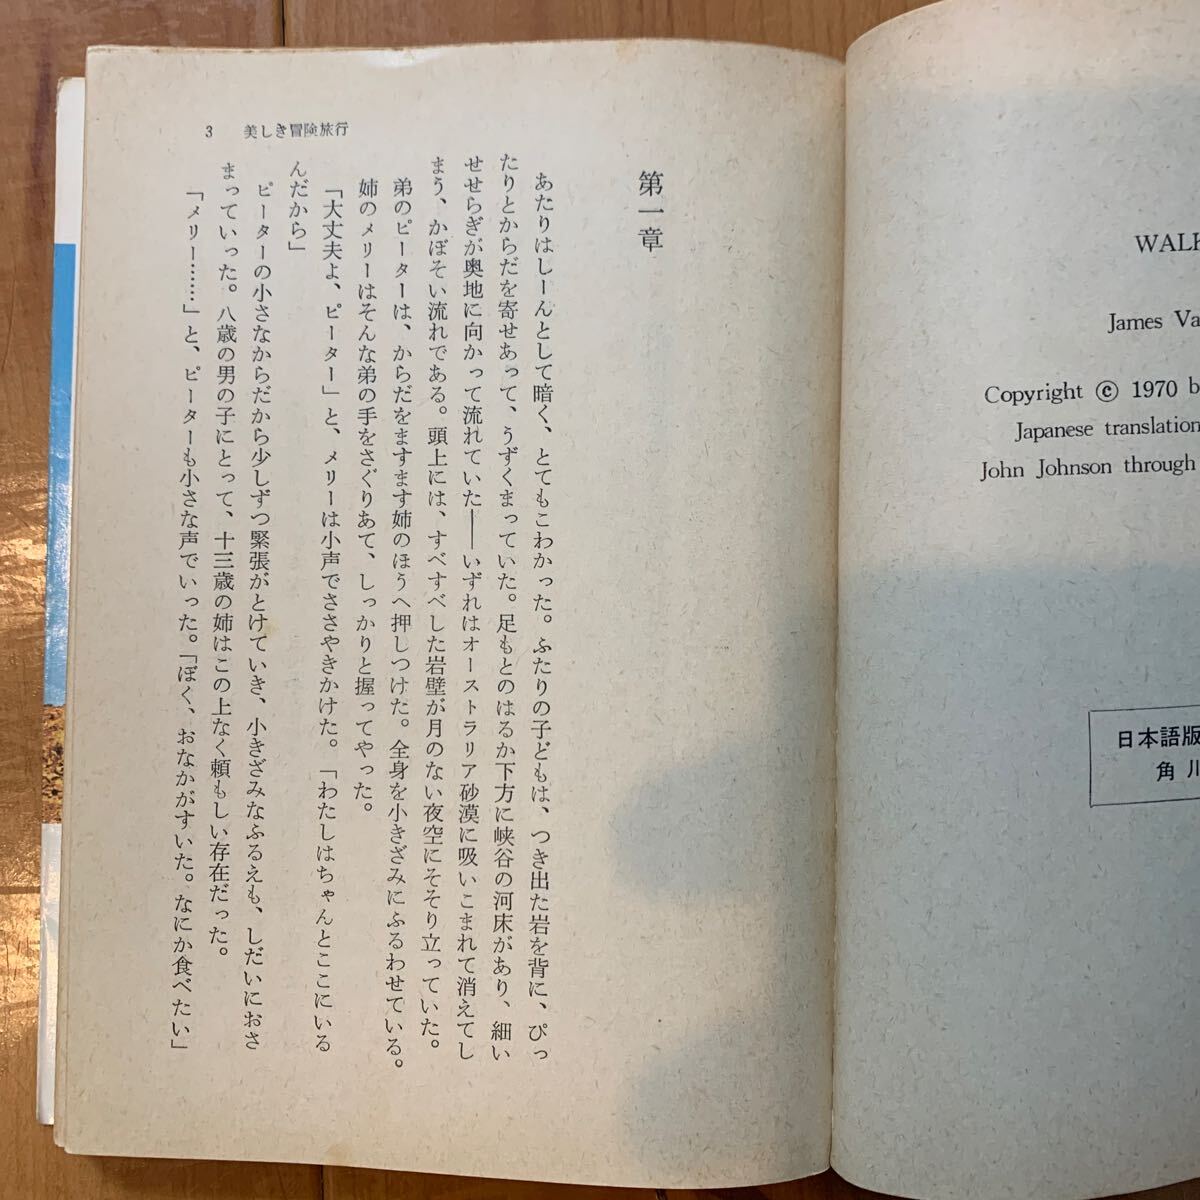 WALK
James Va
Copyright © 1970 b
Japanese translation
John Johnson through
日本語版
角川
3 美しき冒険旅行
第一章
あたりはしーんとして暗く、とてもこわかった。ふたりの子どもは、つき出た岩を背に、ぴっ
たりとからだを寄せあって、うずくまっていた。足もとのはるか下方に峡谷の河床があり、細い
せせらぎが奥地に向かって流れていた――いずれはオーストラリア砂漠に吸いこまれて消えてし
まう、かぼそい流れである。頭上には、すべすべした岩壁が月のない夜空にそそり立っていた。
弟のピーターは、からだをますます姉のほうへ押しつけた。全身を小きざみにふるわせている。
姉のメリーはそんな弟の手をさぐりあて、しっかりと握ってやった。
「大丈夫よ、ピーター」と、メリーは小声でささやきかけた。「わたしはちゃんとここにいる
んだから」
ピーターの小さなからだから少しずつ緊張がとけていき、小きざみなふるえも、しだいにおさ
まっていった。八歳の男の子にとって、十三歳の姉はこの上なく頼もしい存在だった。
「メリー……」と、ピーターも小さな声でいった。「ぼく、おなかがすいた。なにか食べたい」